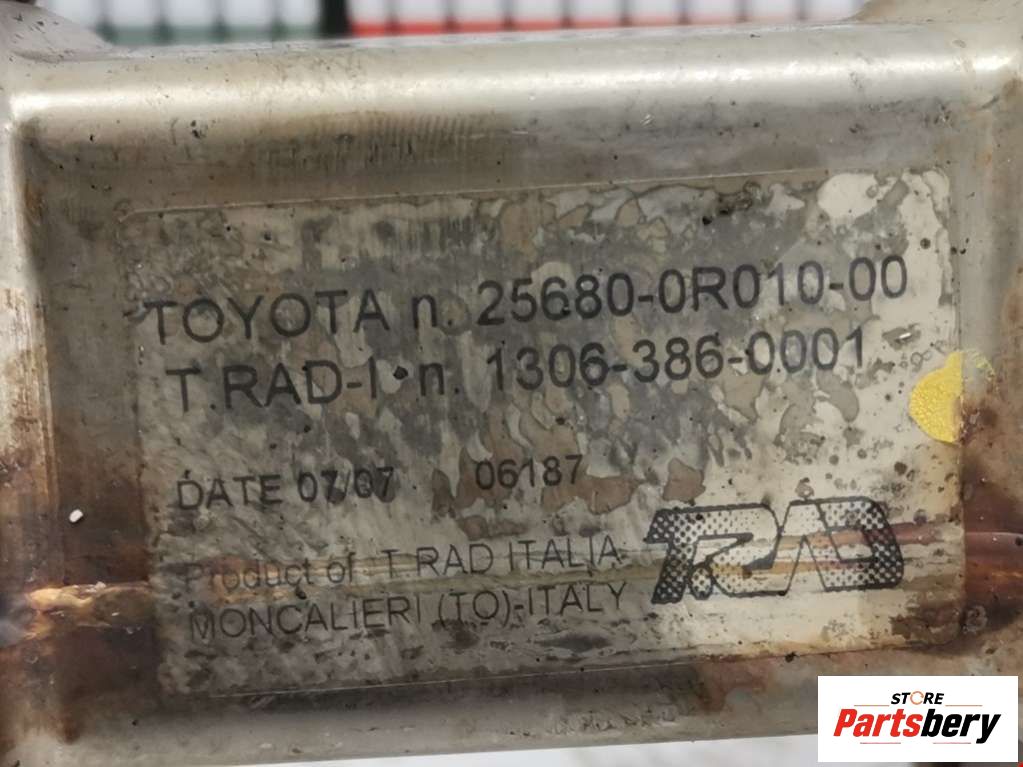 TOYOTA n. 25680-0R010-00
T.RAD-I n. 1306-386-0001
DATE 07/07 06187
Product of T.RAD ITALIA
MONCALIERI (TO)-ITALY
T.RAD
STORE
Partsbery